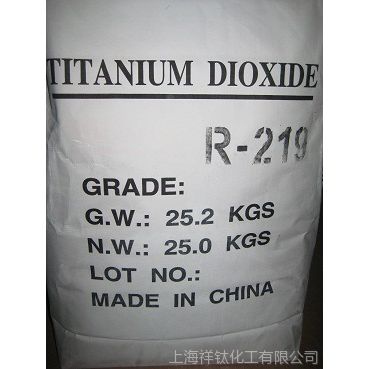 TITANIUM DIOXIDE
R-219
GRADE:
G.W.: 25.2 KGS
N.W.: 25.0 KGS
LOT NO.:
MADE IN CHINA
上海祥钛化工有限公司